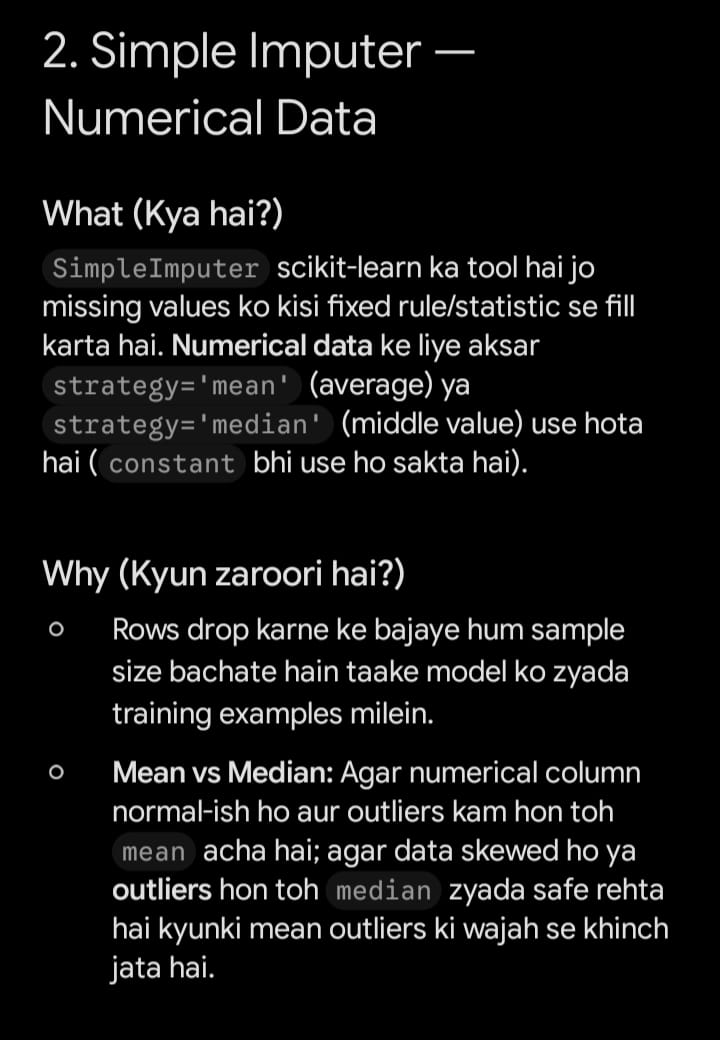 2. Simple Imputer —
Numerical Data
What (Kya hai?)
SimpleImputer scikit-learn ka tool hai jo
missing values ko kisi fixed rule/statistic se fill
karta hai. Numerical data ke liye aksar
strategy='mean' (average) ya
strategy='median' (middle value) use hota
hai ( constant bhi use ho sakta hai).
Why (Kyun zaroori hai?)
Rows drop karne ke bajaye hum sample
size bachate hain taake model ko zyada
training examples milein.
Mean vs Median: Agar numerical column
normal-ish ho aur outliers kam hon toh
mean acha hai; agar data skewed ho ya
outliers hon toh median zyada safe rehta
hai kyunki mean outliers ki wajah se khinch
jata hai.